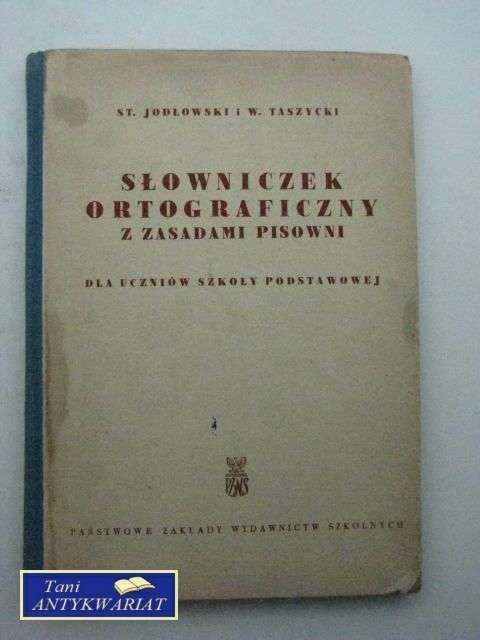 ST. JODŁOWSKI i W. TASZYCKI
SŁOWNICZEK
ORTOGRAFICZNY
Z ZASADAMI PISOWNI
DLA UCZNIÓW SZKOŁY PODSTAWOWEJ
PZWS
PAŃSTWOWE ZAKŁADY WYDAWNICTW SZKOLNYCH
Tani
ANTYKWARIAT